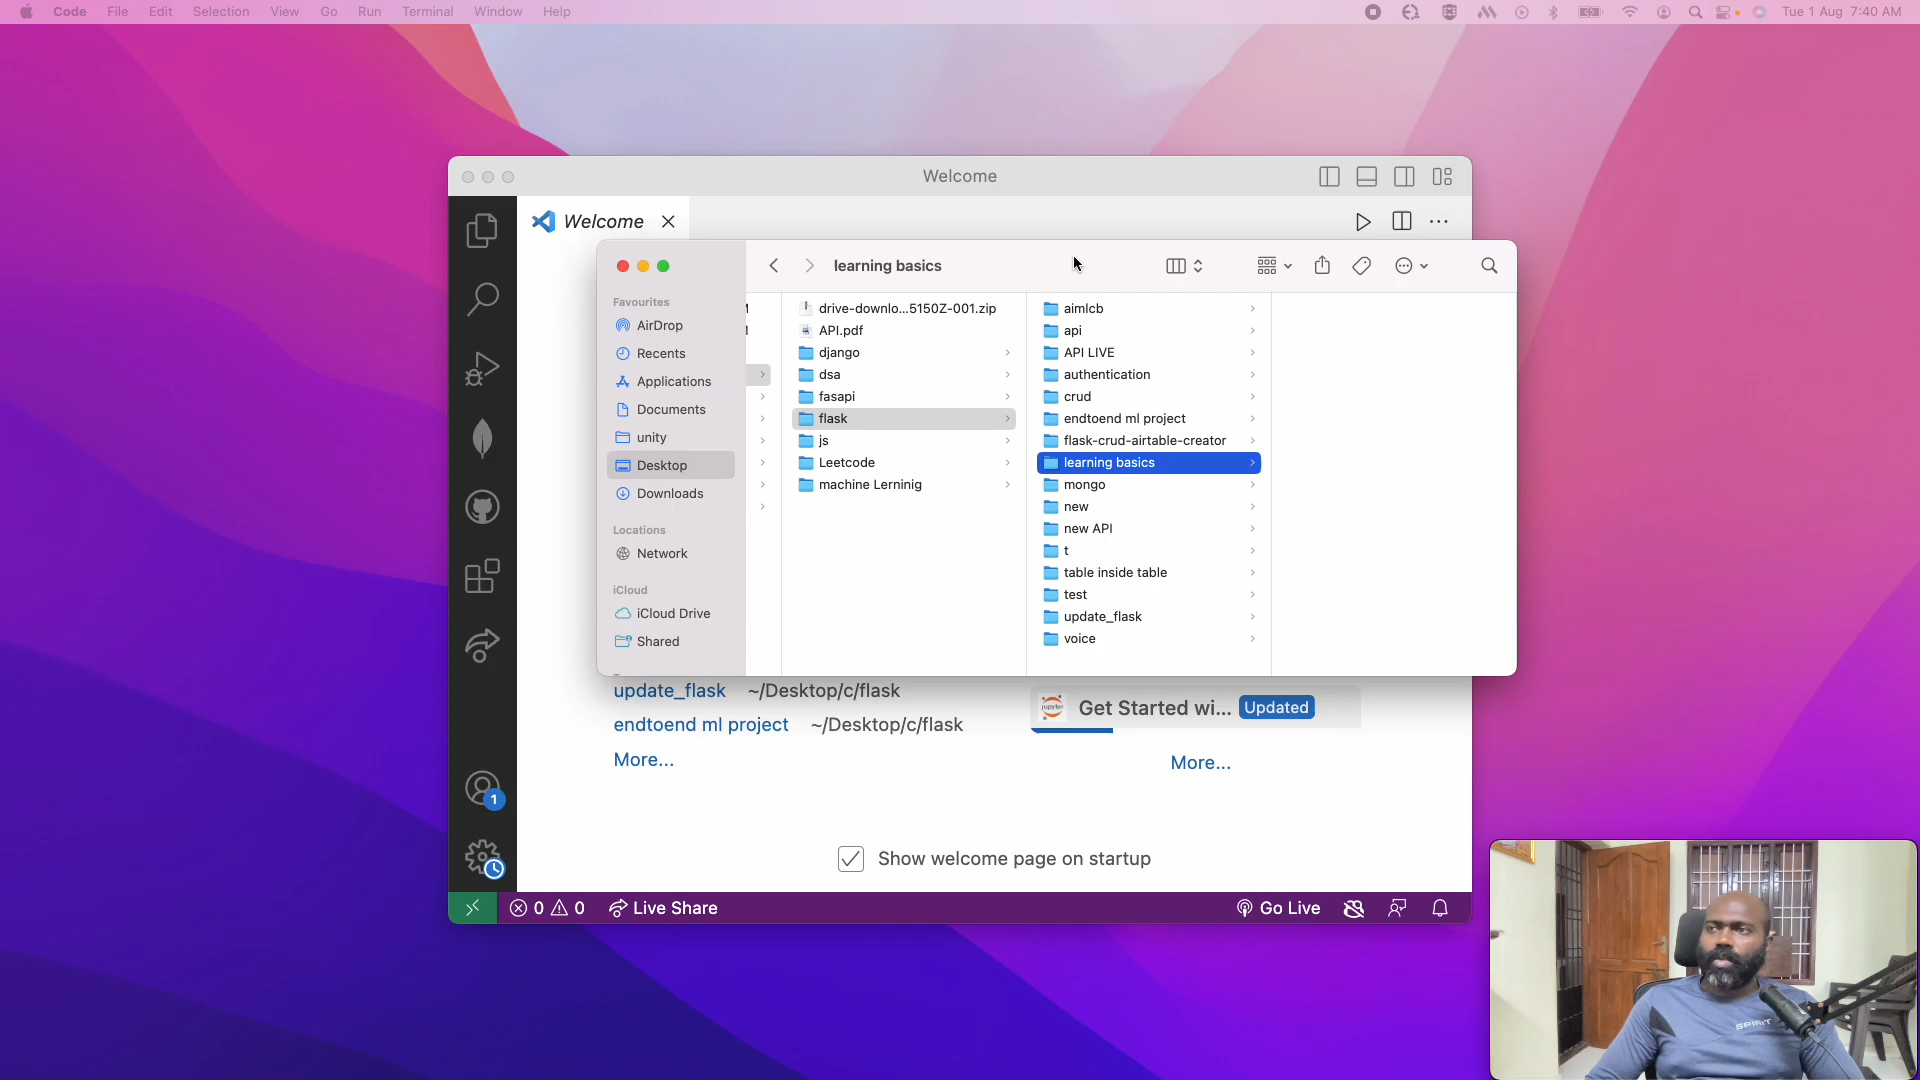 Code File Edit Selection View Go Run Terminal Window Help
Tue 1 Aug 7:40 AM
Welcome
Welcome
learning basics
Favourites
AirDrop
Recents
Applications
Documents
unity
Desktop
Downloads
Locations
Network
iCloud
iCloud Drive
Shared
drive-downlo...5150Z-001.zip
API.pdf
django
dsa
fasapi
flask
js
Leetcode
machine Lerninig
aimlcb
api
API LIVE
authentication
crud
endtoend ml project
flask-crud-airtable-creator
learning basics
mongo
new
new API
t
table inside table
test
update_flask
voice
update_flask ~/Desktop/c/flask
endtoend ml project ~/Desktop/c/flask
More...
jupyter
Get Started wi... Updated
More...
1
Show welcome page on startup
0 0 Live Share
Go Live
SPIRIT